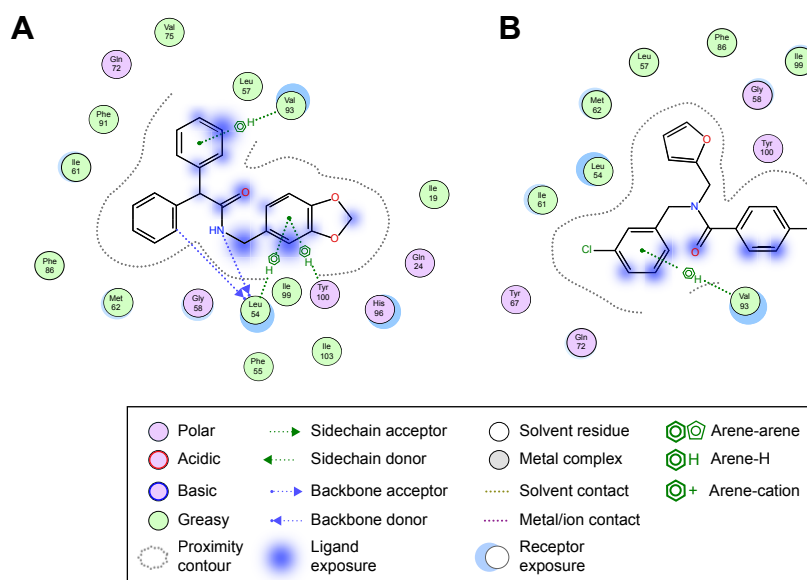 A
B
Val
75
Gln
72
Leu
57
Val
93
Phe
91
Ile
61
H
O
HN
O
O
Ile
19
Gln
24
Phe
86
Met
62
Gly
58
H
H
Leu
54
Ile
99
Tyr
100
His
96
Phe
55
Ile
103
Phe
86
Ile
99
Leu
57
Met
62
Gly
58
Tyr
100
Leu
54
Ile
61
O
N
O
Cl
H
Val
93
Tyr
67
Gln
72
Polar
Sidechain acceptor
Solvent residue
Arene-arene
Acidic
Sidechain donor
Metal complex
H
Arene-H
Basic
Backbone acceptor
Solvent contact
+
Arene-cation
Greasy
Backbone donor
Metal/ion contact
Proximity
contour
Ligand
exposure
Receptor
exposure